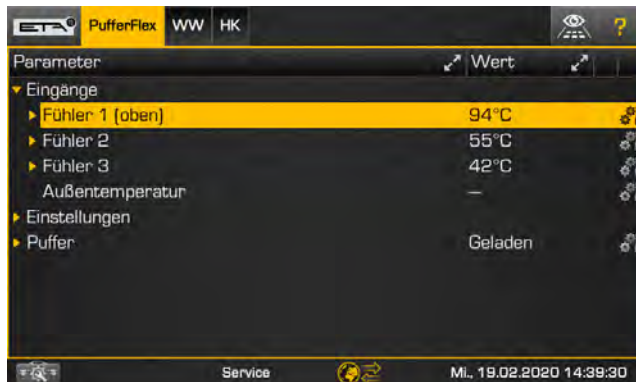 ETA PufferFlex WW HK ?
Parameter Wert
Eingänge
Fühler 1 (oben) 94°C
Fühler 2 55°C
Fühler 3 42°C
Außentemperatur —
Einstellungen
Puffer Geladen
Service Mi., 19.02.2020 14:39:30